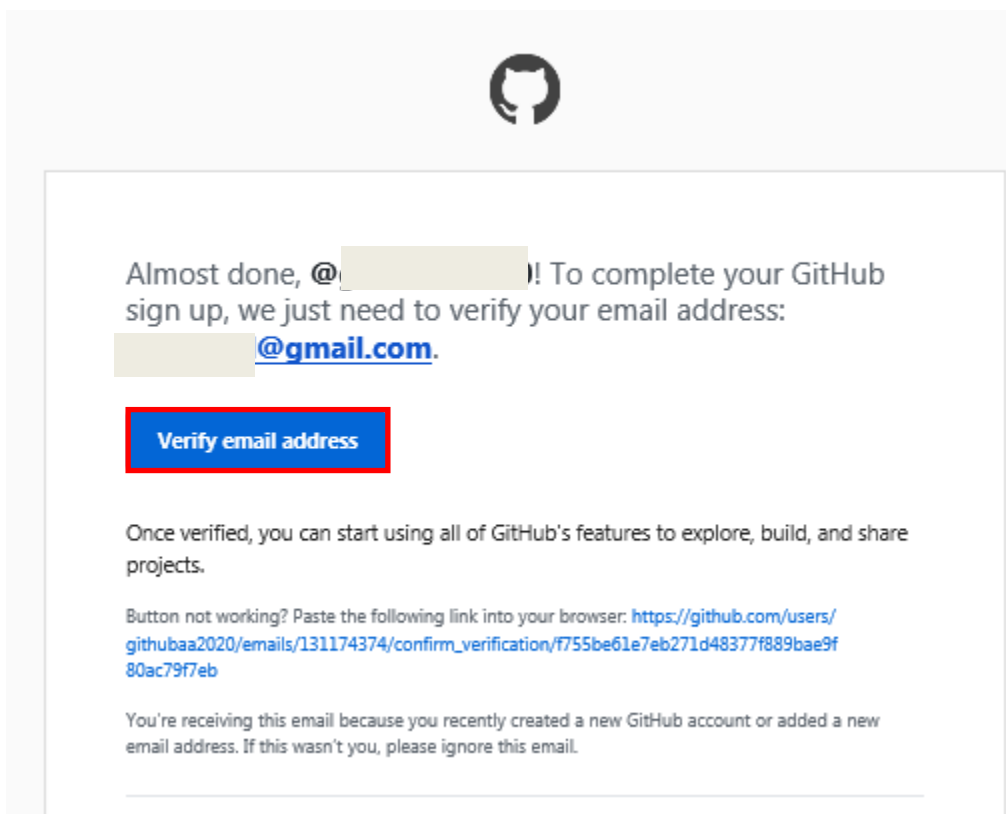 Almost done, @! To complete your GitHub
sign up, we just need to verify your email address:
@gmail.com.
Verify email address
Once verified, you can start using all of GitHub's features to explore, build, and share
projects.
Button not working? Paste the following link into your browser: https://github.com/users/
githubaa2020/emails/131174374/confirm_verification/f755be61e7eb271d48377f889bae9f
80ac79f7eb
You're receiving this email because you recently created a new GitHub account or added a new
email address. If this wasn't you, please ignore this email.